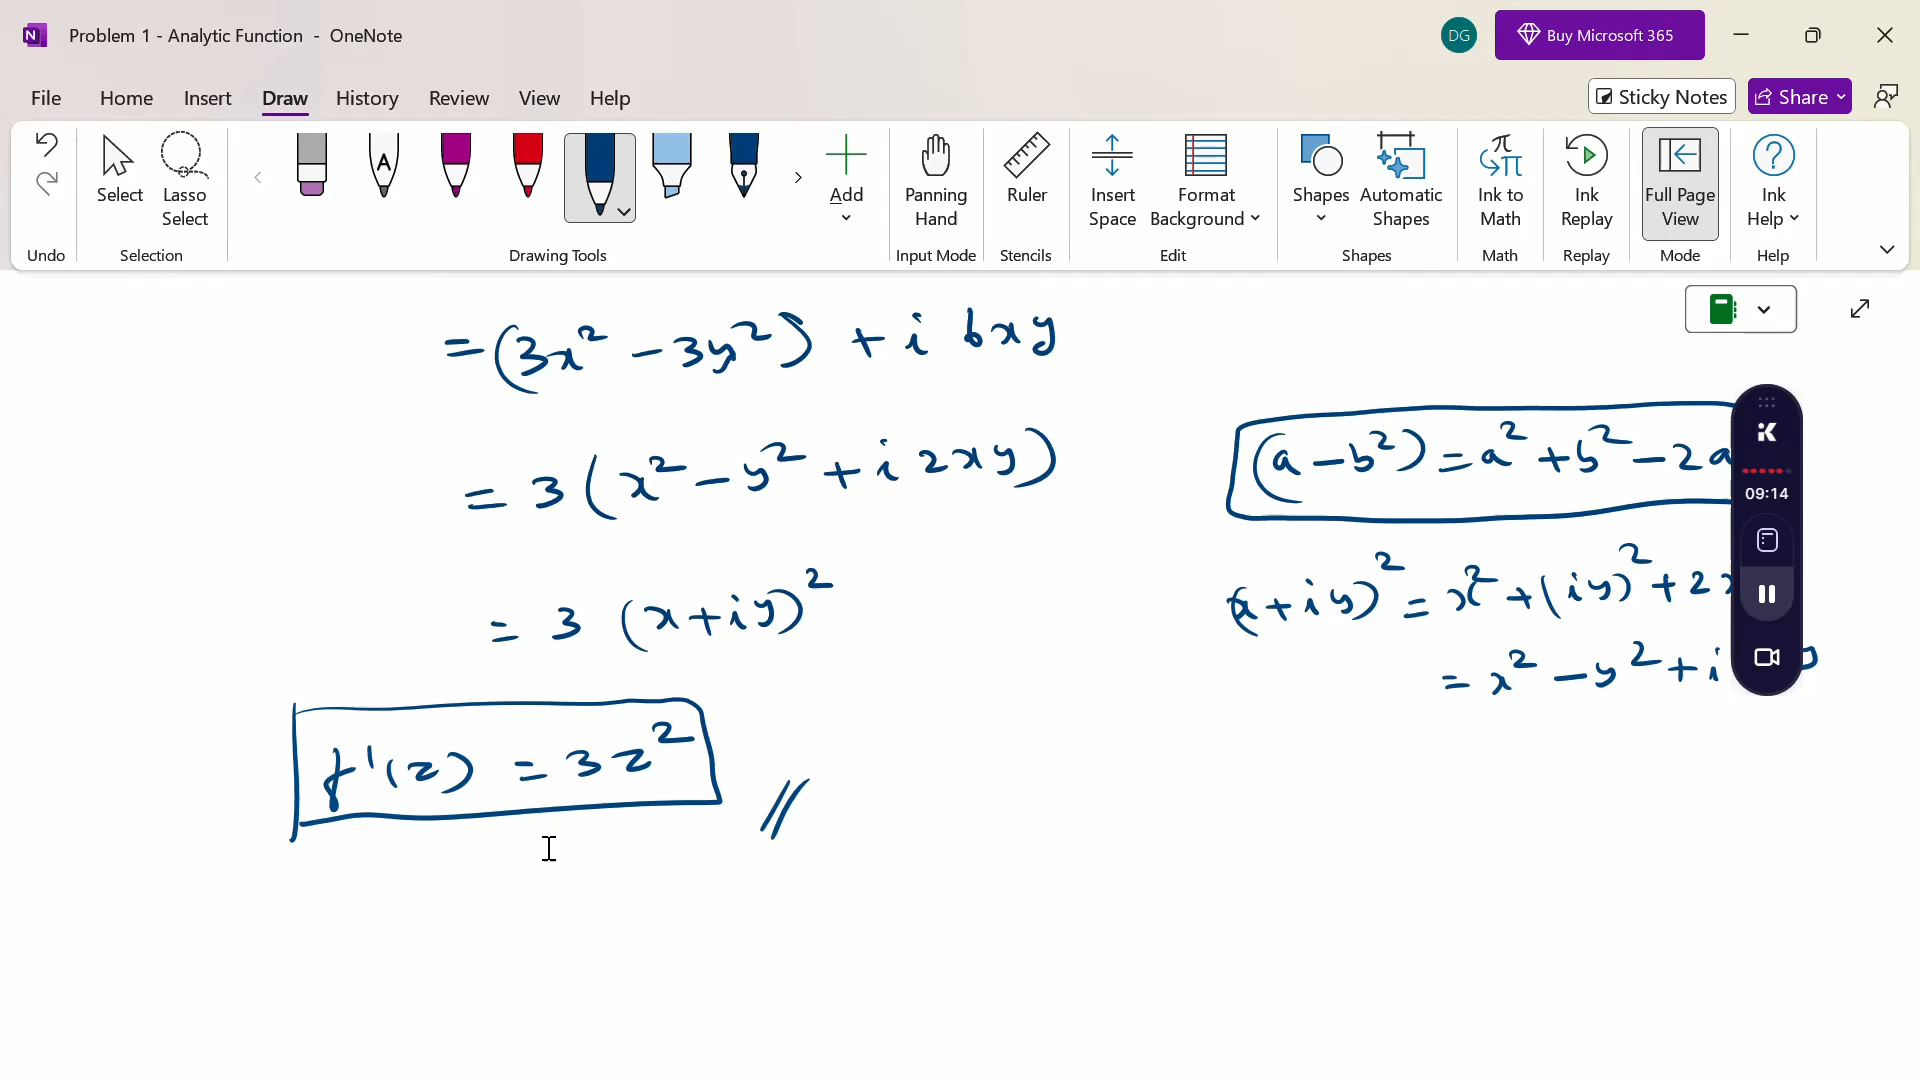 N Problem 1 - Analytic Function - OneNote
DG
Buy Microsoft 365
File Home Insert Draw History Review View Help
Sticky Notes
Share
A
Select
Lasso Select
Add
Panning Hand
Ruler
Insert Space
Format Background
Shapes
Automatic Shapes
Ink to Math
Ink Replay
Full Page View
Ink Help
Undo Selection Drawing Tools Input Mode Stencils Edit Shapes Math Replay Mode Help
= (3x² - 3y²) + i 6xy
= 3 (x² - y² + i 2xy)
= 3 (x+iy)²
f'(z) = 3z² //
(a - b²) = a² + b² - 2a
(x + iy)² = x² + (iy)² + 2x
= x² - y² + i
09:14